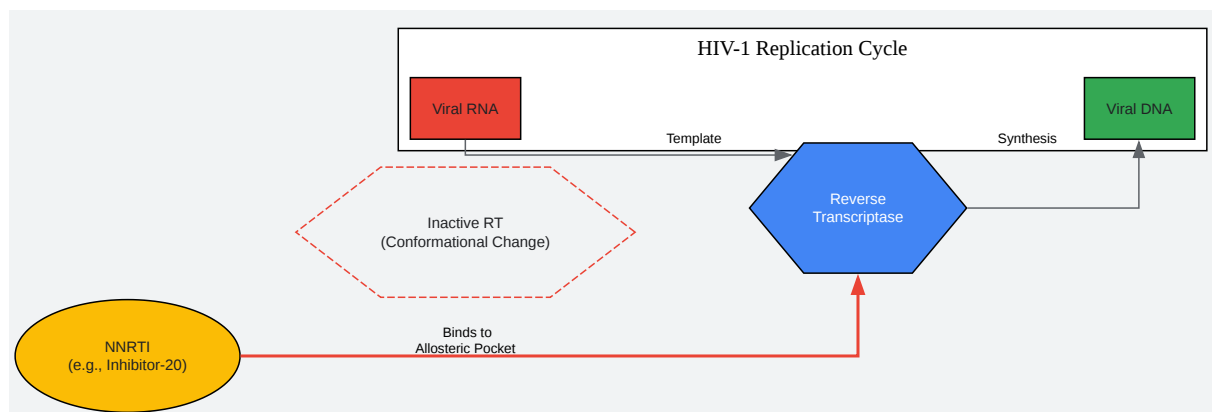 HIV-1 Replication Cycle
Viral RNA
Viral DNA
Template
Synthesis
Reverse
Transcriptase
Inactive RT
(Conformational Change)
NNRTI
(e.g., Inhibitor-20)
Binds to
Allosteric Pocket